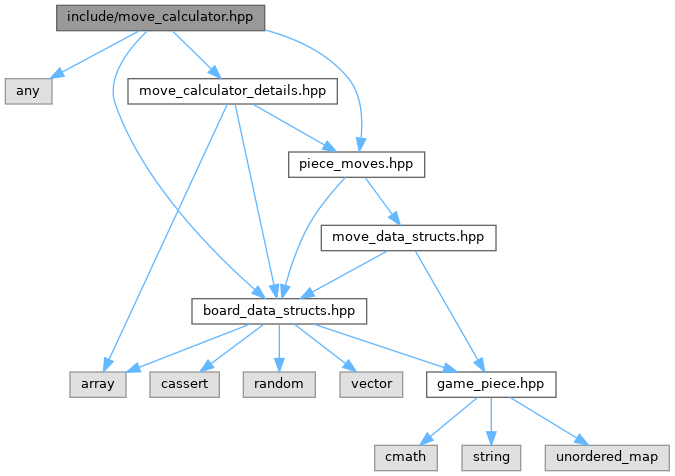 include/move_calculator.hpp
any
move_calculator_details.hpp
piece_moves.hpp
move_data_structs.hpp
board_data_structs.hpp
array
cassert
random
vector
game_piece.hpp
cmath
string
unordered_map